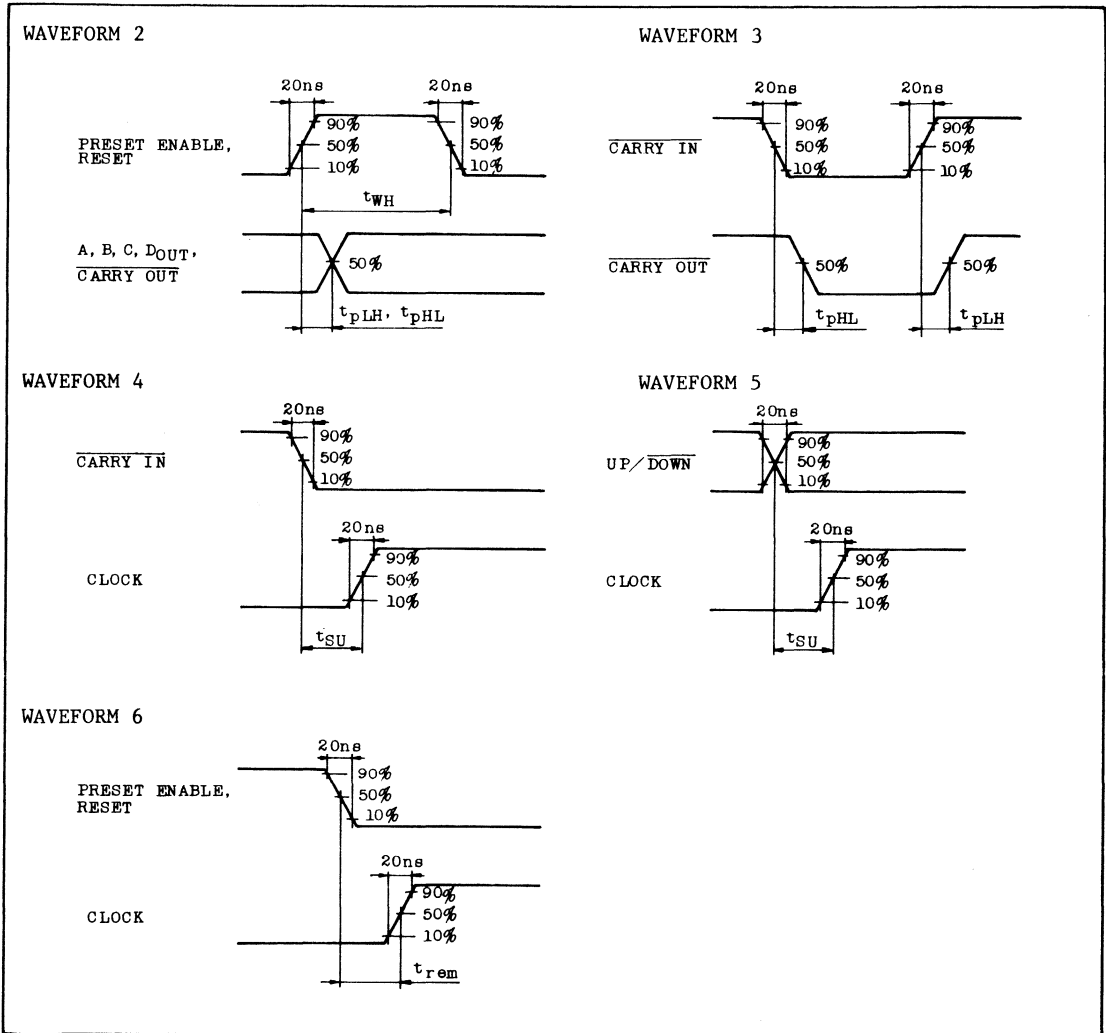 WAVEFORM 2
20ns
20ns
PRESET ENABLE,
RESET
90%
50%
10%
90%
50%
10%
tWH
A, B, C, DOUT,
CARRY OUT
50%
tpLH, tpHL
WAVEFORM 3
20ns
20ns
CARRY IN
90%
50%
10%
90%
50%
10%
CARRY OUT
50%
50%
tpHL
tpLH
WAVEFORM 4
20ns
CARRY IN
90%
50%
10%
20ns
CLOCK
90%
50%
10%
tSU
WAVEFORM 5
20ns
UP/DOWN
90%
50%
10%
20ns
CLOCK
90%
50%
10%
tSU
WAVEFORM 6
20ns
PRESET ENABLE,
RESET
90%
50%
10%
20ns
CLOCK
90%
50%
10%
trem